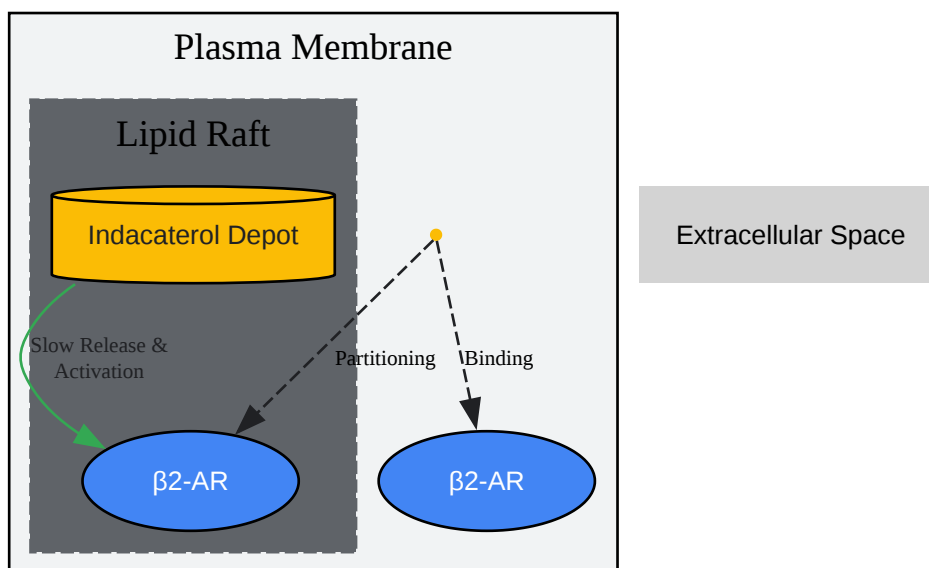 Plasma Membrane
Lipid Raft
Indacaterol Depot
Extracellular Space
Slow Release &
Activation
Partitioning
Binding
β2-AR
β2-AR